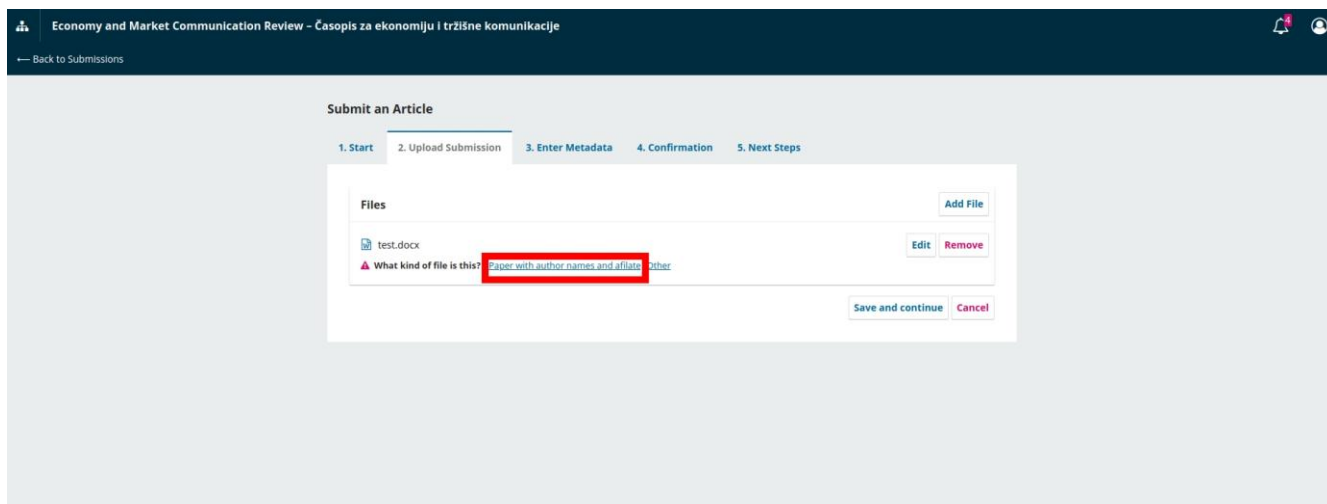 Economy and Market Communication Review – Časopis za ekonomiju i tržišne komunikacije
4
← Back to Submissions
Submit an Article
1. Start 2. Upload Submission 3. Enter Metadata 4. Confirmation 5. Next Steps
Files Add File
test.docx Edit Remove
What kind of file is this? Paper with author names and afilate Other
Save and continue Cancel